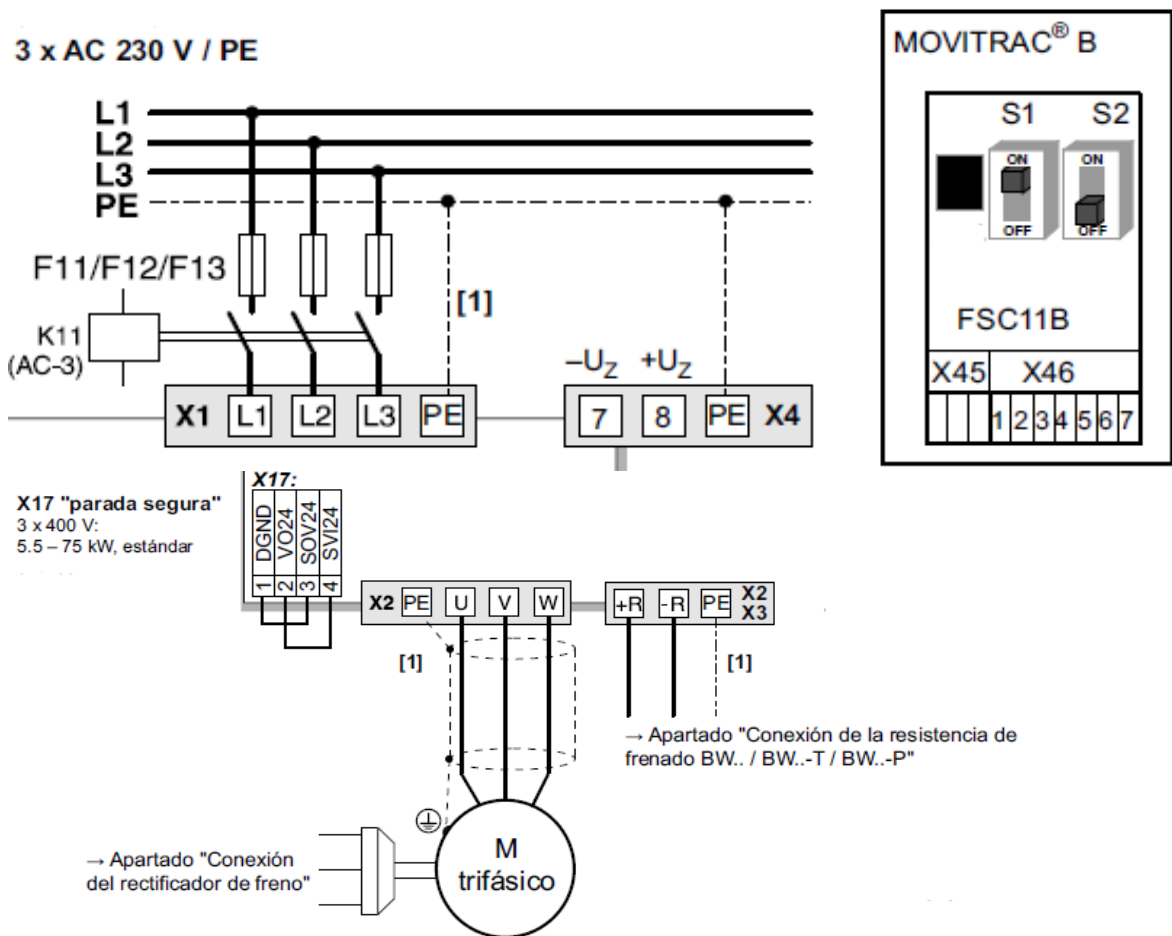 3 x AC 230 V / PE
L1
L2
L3
PE
F11/F12/F13
K11
(AC-3)
[1]
–UZ +UZ
X1 L1 L2 L3 PE
7 8 PE X4
MOVITRAC® B
S1 S2
ON ON
OFF OFF
FSC11B
X45 X46
1 2 3 4 5 6 7
X17 "parada segura"
3 x 400 V:
5.5 – 75 kW, estándar
X17:
DGND
VO24
SOV24
SVI24
1 2 3 4
X2 PE U V W
+R -R PE X2
X3
[1]
[1]
→ Apartado "Conexión de la resistencia de
frenado BW.. / BW..-T / BW..-P"
M
trifásico
→ Apartado "Conexión
del rectificador de freno"